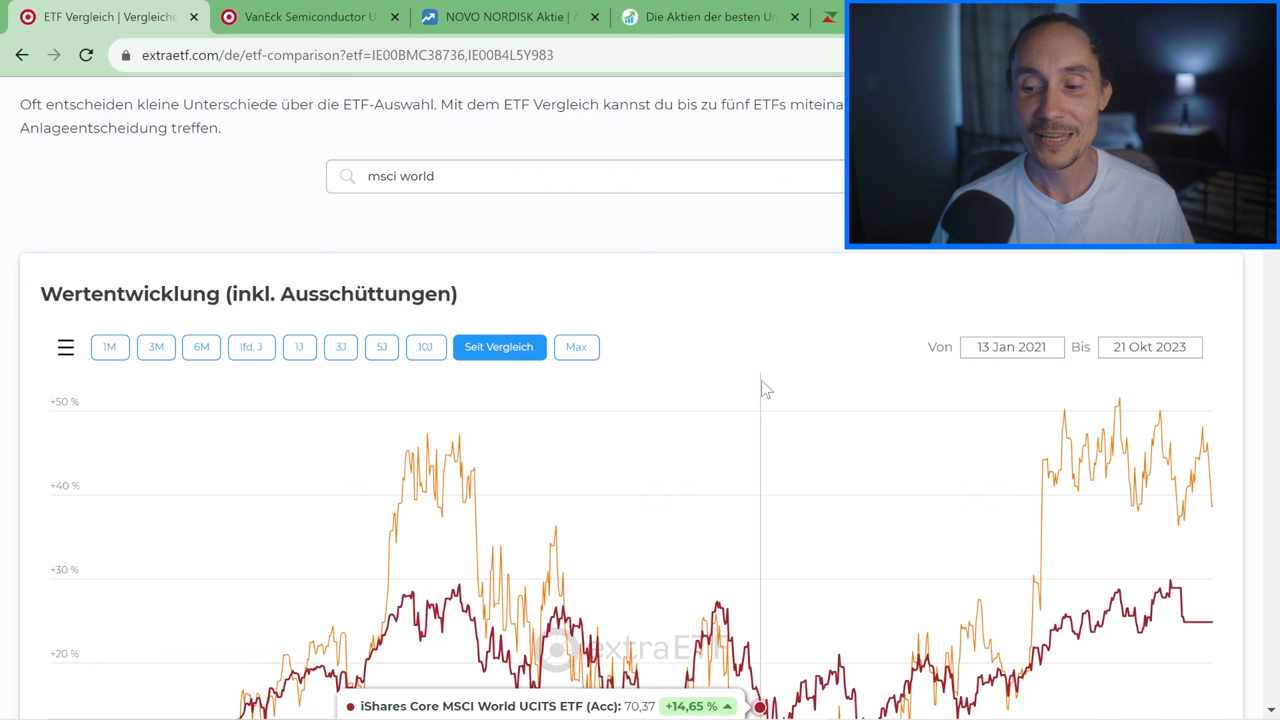 ETF Vergleich | Vergleiche
VanEck Semiconductor U
NOVO NORDISK Aktie | A
Die Aktien der besten Un
extraetf.com/de/etf-comparison?etf=IE00BMC38736,IE00B4L5Y983
Oft entscheiden kleine Unterschiede über die ETF-Auswahl. Mit dem ETF Vergleich kannst du bis zu fünf ETFs miteina
Anlageentscheidung treffen.
msci world
Wertentwicklung (inkl. Ausschüttungen)
1M 3M 6M lfd. J 1J 3J 5J 10J Seit Vergleich Max Von 13 Jan 2021 Bis 21 Okt 2023
+50 %
+40 %
+30 %
+20 %
extraETF
iShares Core MSCI World UCITS ETF (Acc): 70,37 +14,65 %